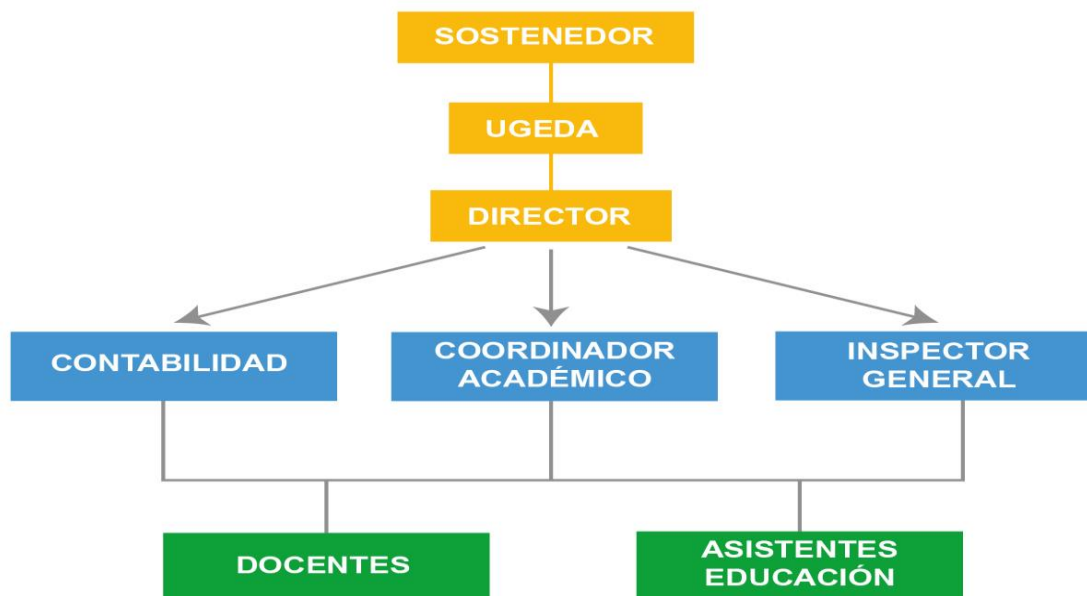 SOSTENEDOR
UGEDA
DIRECTOR
CONTABILIDAD
COORDINADOR
ACADÉMICO
INSPECTOR
GENERAL
DOCENTES
ASISTENTES
EDUCACIÓN